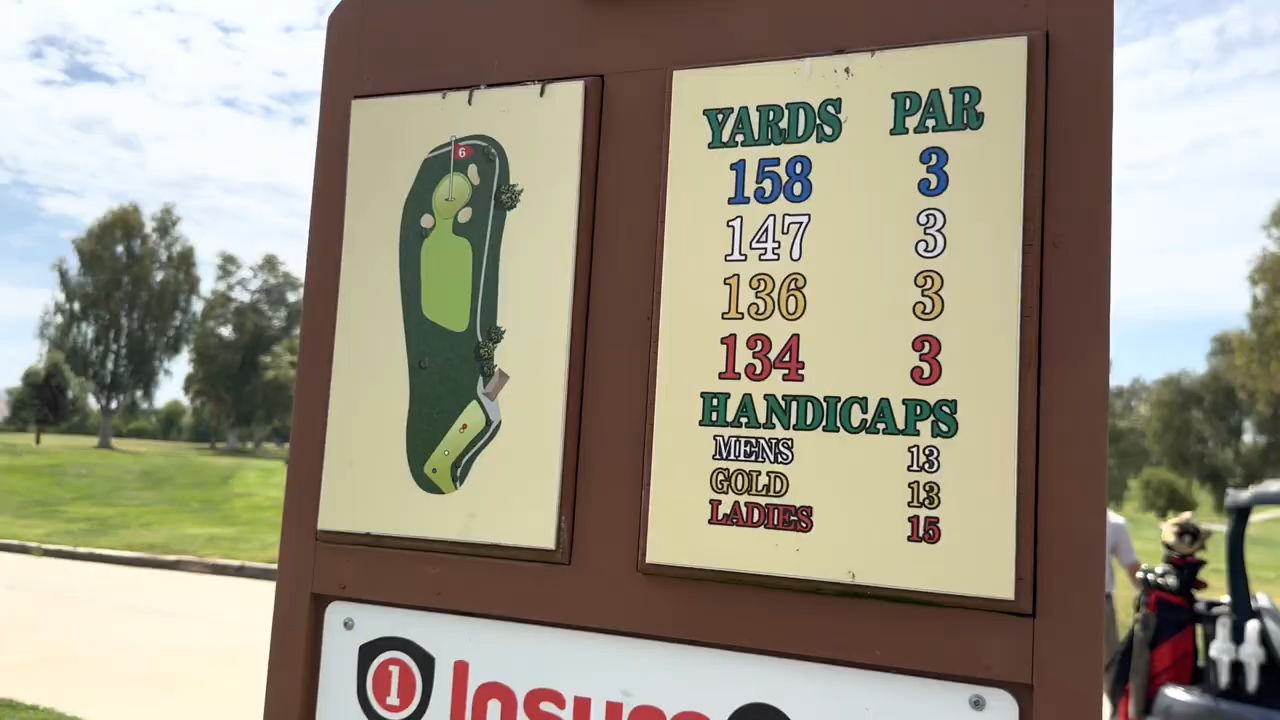 6
YARDS PAR
158 3
147 3
136 3
134 3
HANDICAPS
MENS 13
GOLD 13
LADIES 15
1